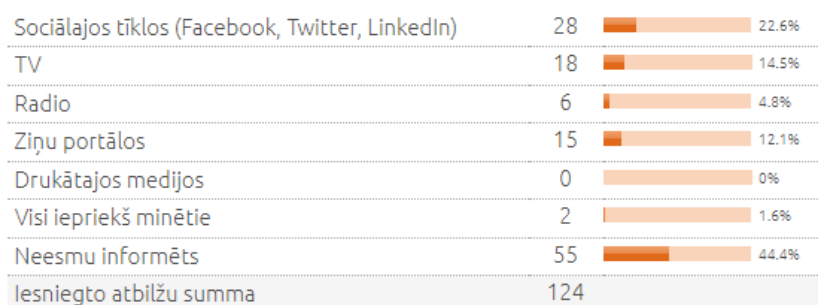 Sociālajos tīklos (Facebook, Twitter, LinkedIn) 28 22.6%
TV 18 14.5%
Radio 6 4.8%
Ziņu portālos 15 12.1%
Drukātajos medijos 0 0%
Visi iepriekš minētie 2 1.6%
Neesmu informēts 55 44.4%
Iesniegto atbilžu summa 124